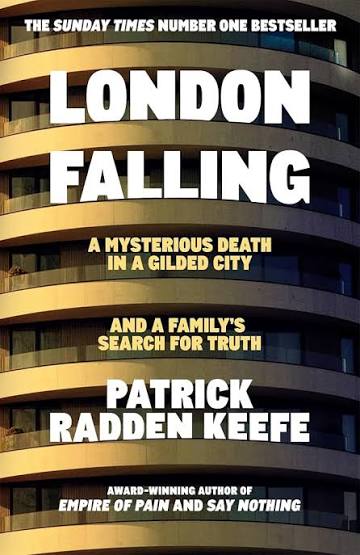 THE SUNDAY TIMES NUMBER ONE BESTSELLER
LONDON
FALLING
A MYSTERIOUS DEATH
IN A GILDED CITY
AND A FAMILY'S
SEARCH FOR TRUTH
PATRICK
RADDEN KEEFE
AWARD-WINNING AUTHOR OF
EMPIRE OF PAIN AND SAY NOTHING